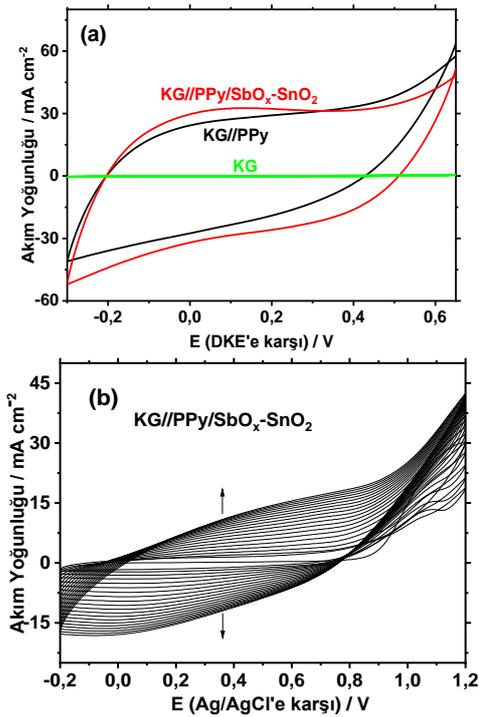 (a)
Akım Yoğunluğu / mA cm⁻²
60
30
0
-30
-60
KG//PPy/SbOₓ-SnO₂
KG//PPy
KG
-0,2 0,0 0,2 0,4 0,6
E (DKE'e karşı) / V
(b)
Akım Yoğunluğu / mA cm⁻²
45
30
15
0
-15
KG//PPy/SbOₓ-SnO₂
-0,2 0,0 0,2 0,4 0,6 0,8 1,0 1,2
E (Ag/AgCl'e karşı) / V